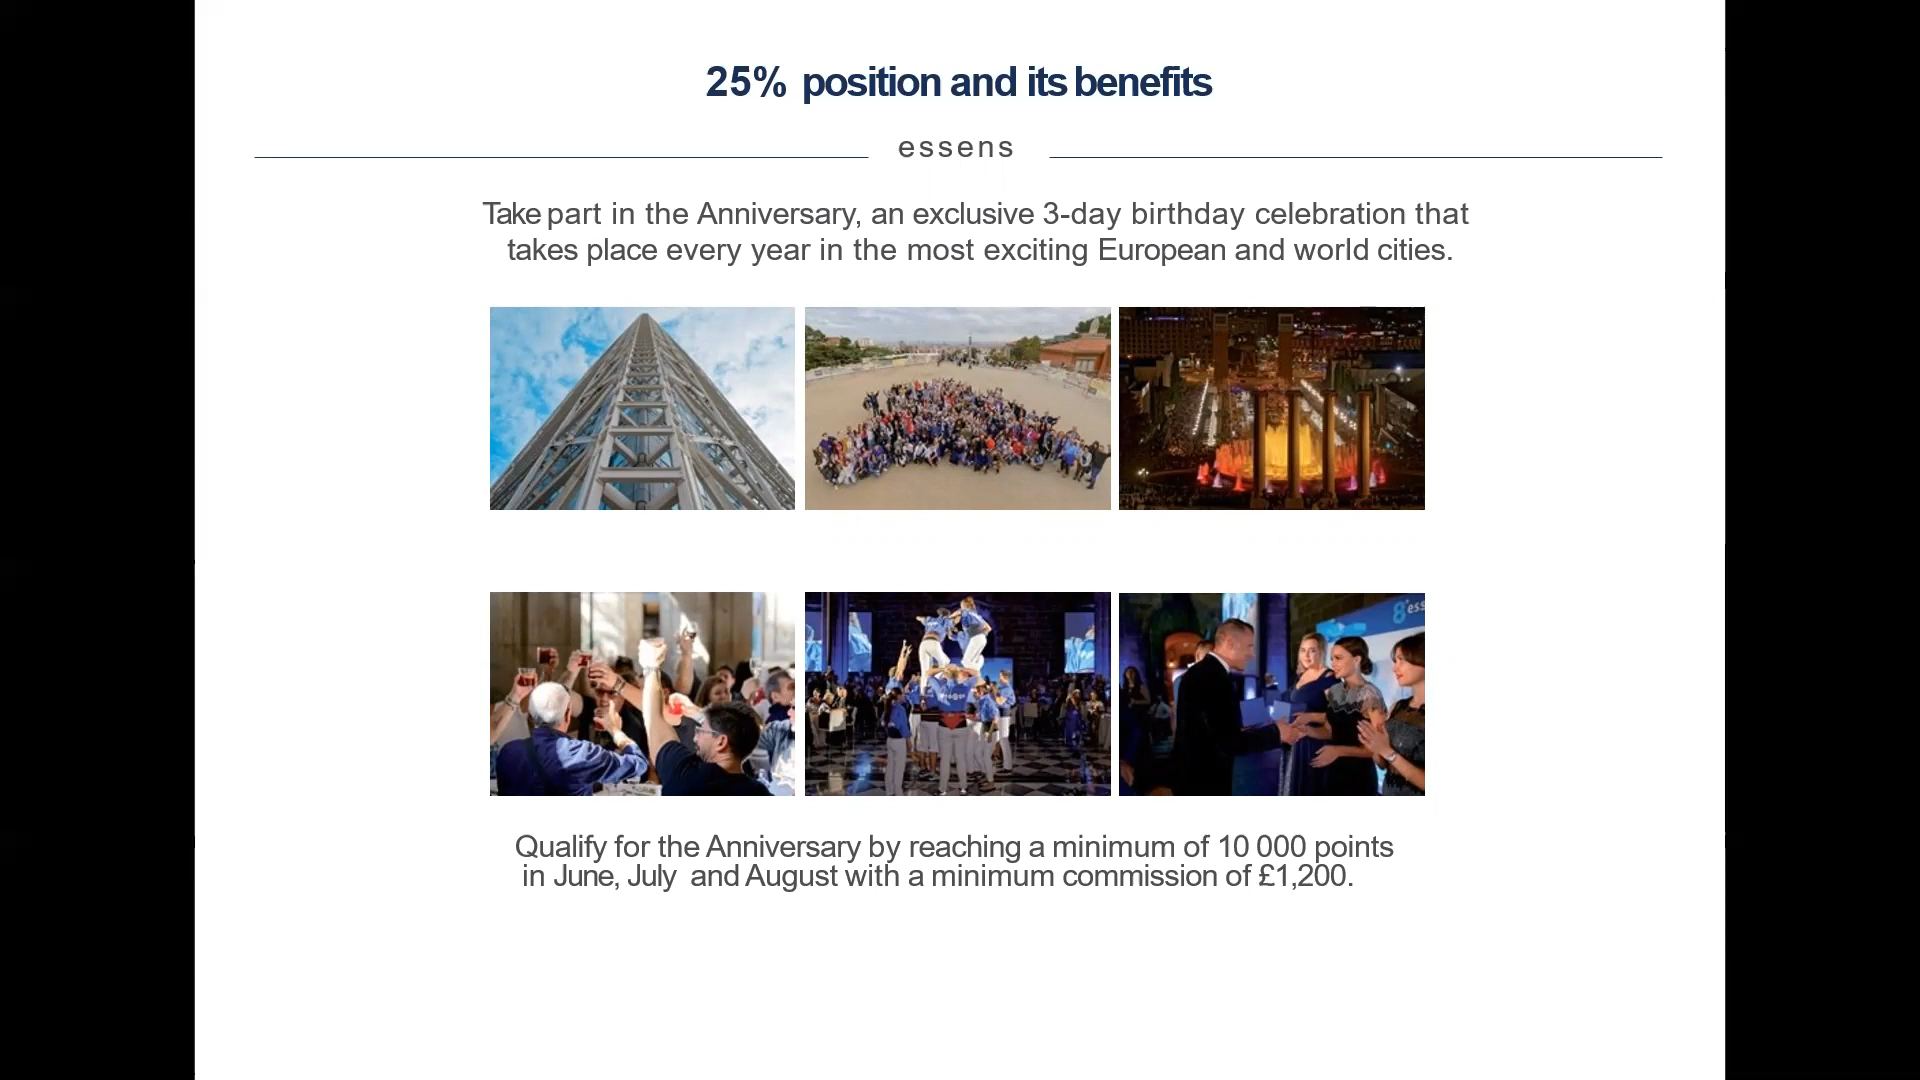 25% position and its benefits
essens
Take part in the Anniversary, an exclusive 3-day birthday celebration that
takes place every year in the most exciting European and world cities.
8 ess
Qualify for the Anniversary by reaching a minimum of 10 000 points
in June, July and August with a minimum commission of £1,200.